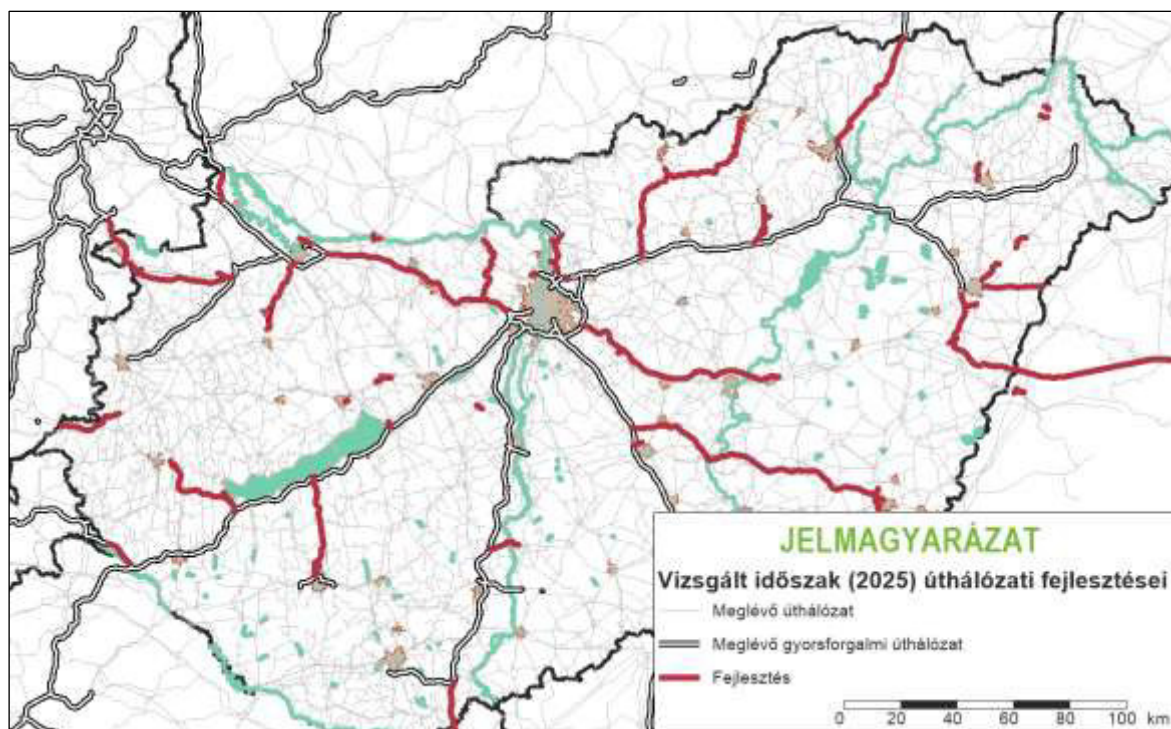 JELMAGYARÁZAT
Vizsgált időszak (2025) úthálózati fejlesztései
Meglévő úthálózat
Meglévő gyorsforgalmi úthálózat
Fejlesztés
0 20 40 60 80 100 km